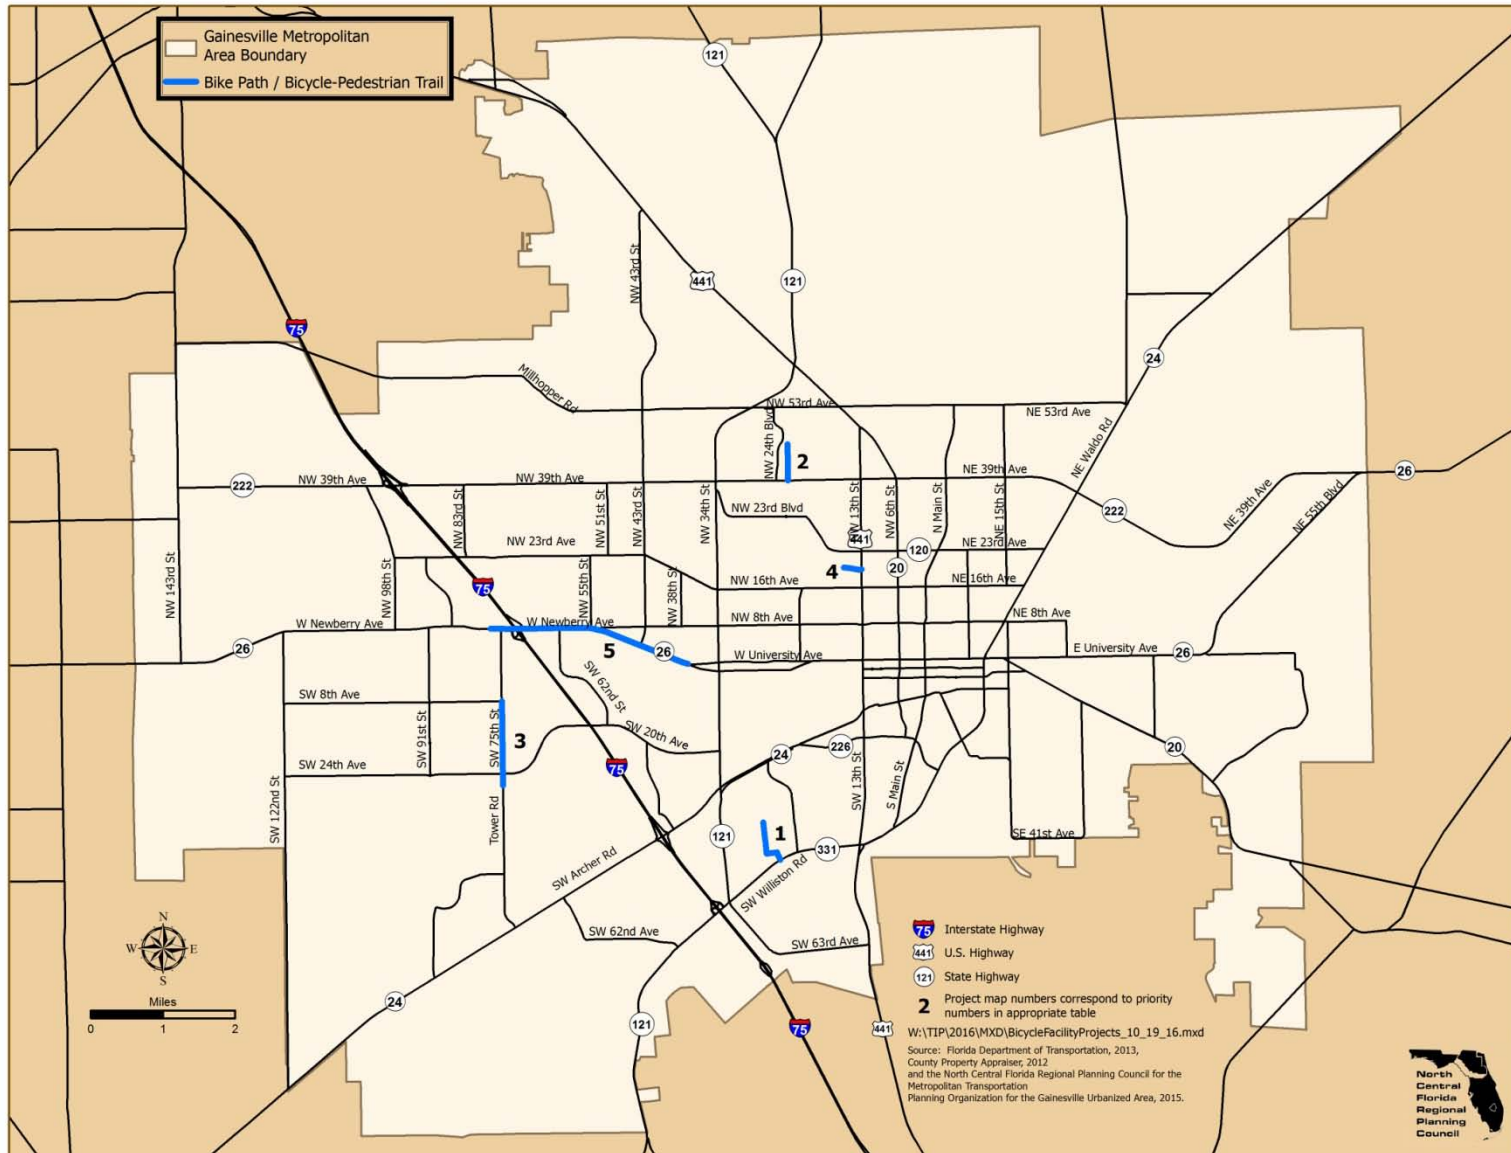 Gainesville Metropolitan
Area Boundary
Bike Path / Bicycle-Pedestrian Trail
121
NW 43rd St
441
121
75
24
Millhopper Rd
NW 53rd Ave
NE 53rd Ave
NW 24th Blvd
2
NE Waldo Rd
222
NW 39th Ave
NW 39th Ave
NE 39th Ave
26
NW 83rd St
NW 51st St
NW 43rd St
NW 34th St
NW 23rd Blvd
NW 13th St
441
NW 6th St
N Main St
NE 15th St
222
NE 39th Ave
NE 55th Blvd
NW 23rd Ave
120
NE 23rd Ave
NW 143rd St
NW 98th St
75
NW 55th St
NW 38th St
4
20
NW 16th Ave
NE 16th Ave
W Newberry Ave
W Newberry Ave
NW 8th Ave
NE 8th Ave
26
5
26
W University Ave
E University Ave
26
SW 8th Ave
SW 62nd St
SW 91st St
SW 75th St
3
SW 20th Ave
24
226
20
SW 24th Ave
75
SW 13th St
S Main St
SW 122nd St
Tower Rd
121
1
331
SE 41st Ave
SW Archer Rd
SW Williston Rd
N
W E
S
SW 62nd Ave
SW 63rd Ave
Miles
0 1 2
24
121
75
441
75 Interstate Highway
441 U.S. Highway
121 State Highway
2 Project map numbers correspond to priority
numbers in appropriate table
W:\TIP\2016\MXD\BicycleFacilityProjects_10_19_16.mxd
Source: Florida Department of Transportation, 2013,
County Property Appraiser, 2012
and the North Central Florida Regional Planning Council for the
Metropolitan Transportation
Planning Organization for the Gainesville Urbanized Area, 2015.
North
Central
Florida
Regional
Planning
Council